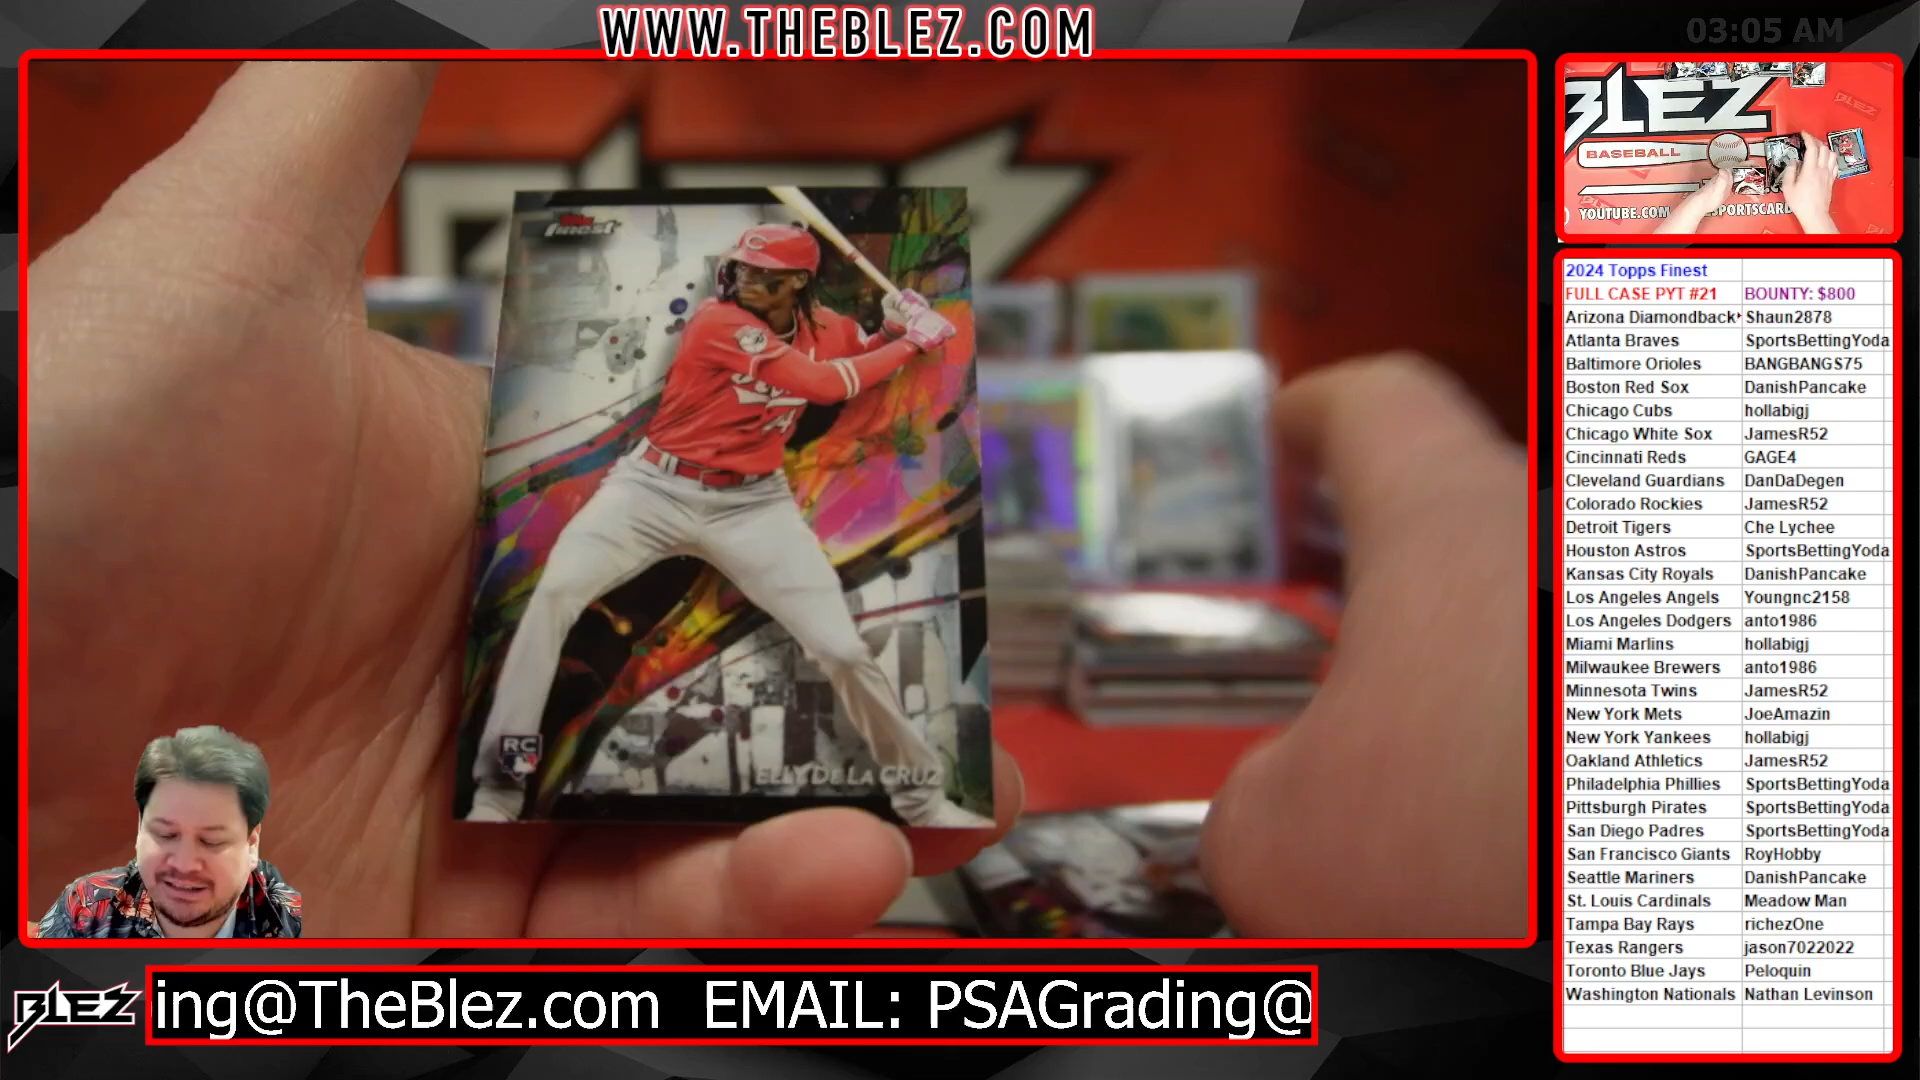 WWW.THEBLEZ.COM
03:05 AM
Topps
finest
RC
ELLY DE LA CRUZ
BLEZ
BASEBALL
YOUTUBE.COM
2024 Topps Finest
FULL CASE PYT #21 BOUNTY: $800
Arizona Diamondback Shaun2878
Atlanta Braves SportsBettingYoda
Baltimore Orioles BANGBANGS75
Boston Red Sox DanishPancake
Chicago Cubs hollabigj
Chicago White Sox JamesR52
Cincinnati Reds GAGE4
Cleveland Guardians DanDaDegen
Colorado Rockies JamesR52
Detroit Tigers Che Lychee
Houston Astros SportsBettingYoda
Kansas City Royals DanishPancake
Los Angeles Angels Youngnc2158
Los Angeles Dodgers anto1986
Miami Marlins hollabigj
Milwaukee Brewers anto1986
Minnesota Twins JamesR52
New York Mets JoeAmazin
New York Yankees hollabigj
Oakland Athletics JamesR52
Philadelphia Phillies SportsBettingYoda
Pittsburgh Pirates SportsBettingYoda
San Diego Padres SportsBettingYoda
San Francisco Giants RoyHobby
Seattle Mariners DanishPancake
St. Louis Cardinals Meadow Man
Tampa Bay Rays richezOne
Texas Rangers jason7022022
Toronto Blue Jays Peloquin
Washington Nationals Nathan Levinson
BLEZ
ing@TheBlez.com EMAIL: PSAGrading@